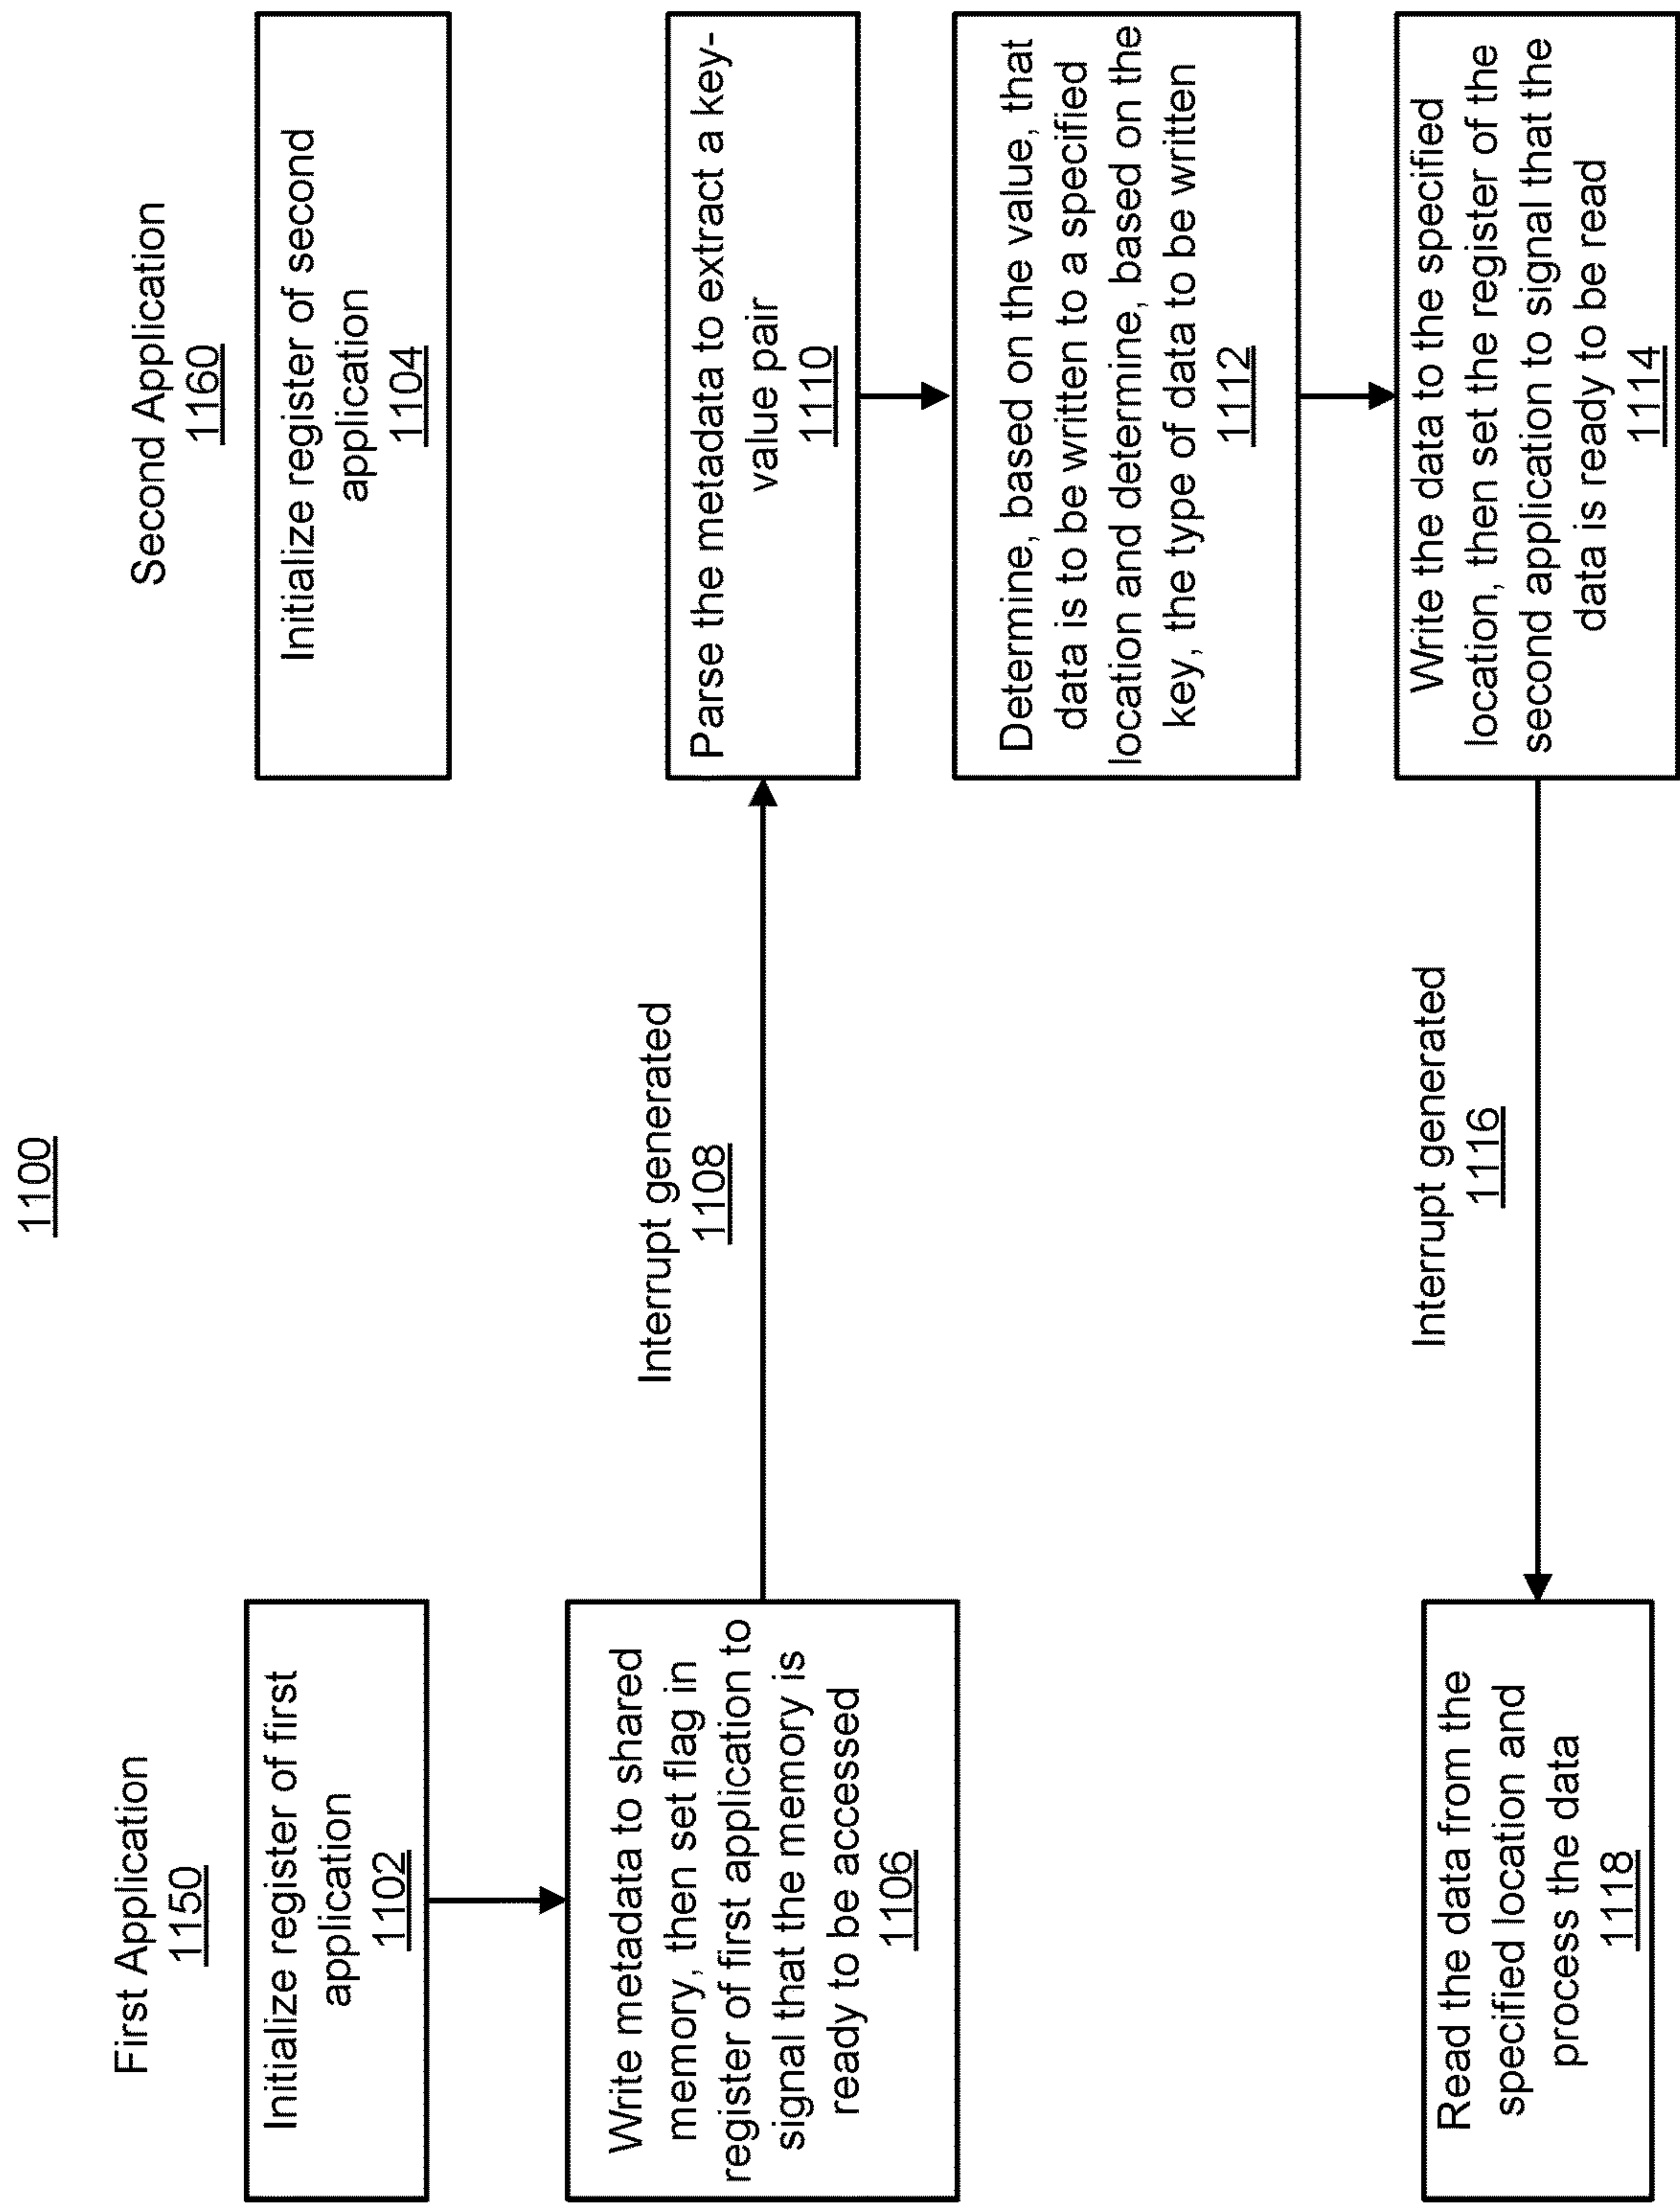 1100
First Application
1150
Second Application
1160
Initialize register of first
application
1102
Initialize register of second
application
1104
Write metadata to shared
memory, then set flag in
register of first application to
signal that the memory is
ready to be accessed
1106
Interrupt generated
1108
Parse the metadata to extract a key-
value pair
1110
Determine, based on the value, that
data is to be written to a specified
location and determine, based on the
key, the type of data to be written
1112
Write the data to the specified
location, then set the register of the
second application to signal that the
data is ready to be read
1114
Interrupt generated
1116
Read the data from the
specified location and
process the data
1118